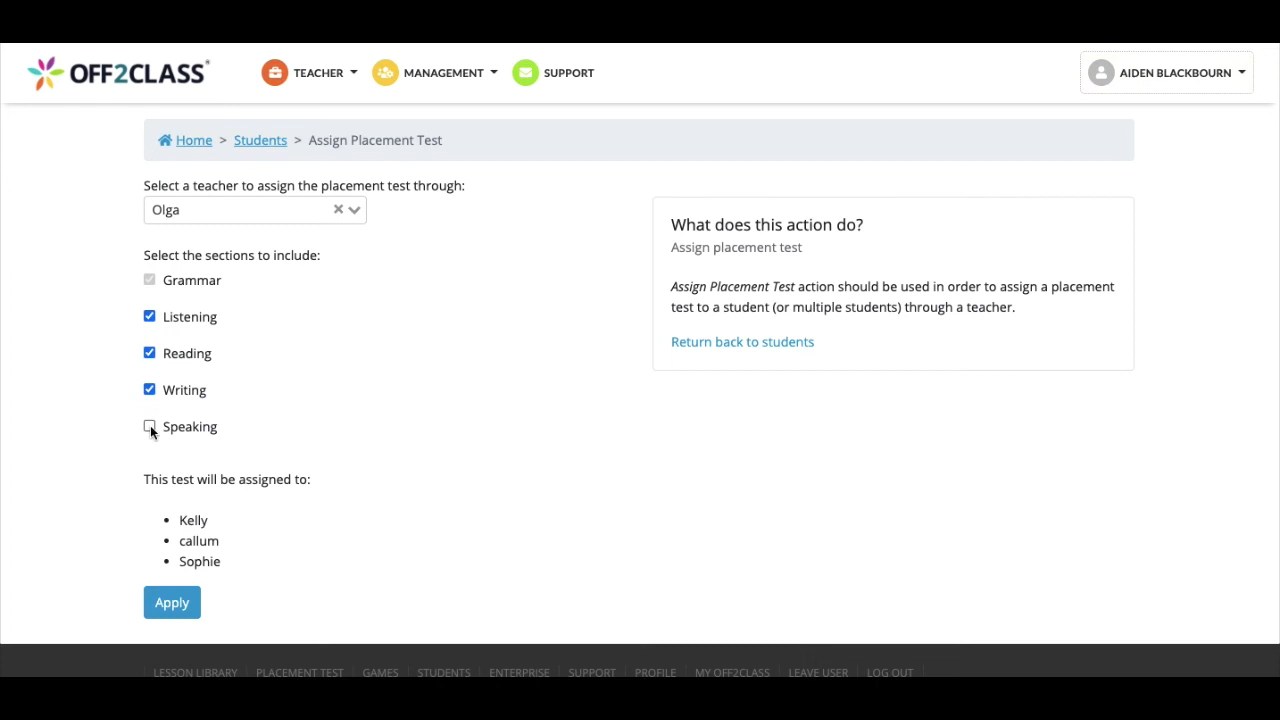 OFF2CLASS
TEACHER
MANAGEMENT
SUPPORT
AIDEN BLACKBOURN
Home > Students > Assign Placement Test
Select a teacher to assign the placement test through:
Olga
Select the sections to include:
Grammar
Listening
Reading
Writing
Speaking
This test will be assigned to:
• Kelly
• callum
• Sophie
Apply
What does this action do?
Assign placement test
Assign Placement Test action should be used in order to assign a placement
test to a student (or multiple students) through a teacher.
Return back to students
LESSON LIBRARY PLACEMENT TEST GAMES STUDENTS ENTERPRISE SUPPORT PROFILE MY OFF2CLASS LEAVE USER LOG OUT